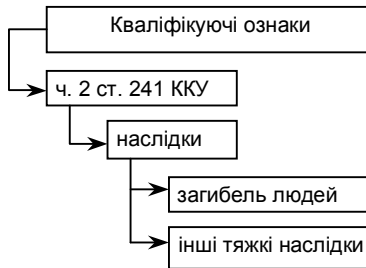 Кваліфікуючі ознаки
ч. 2 ст. 241 ККУ
наслідки
загибель людей
інші тяжкі наслідки